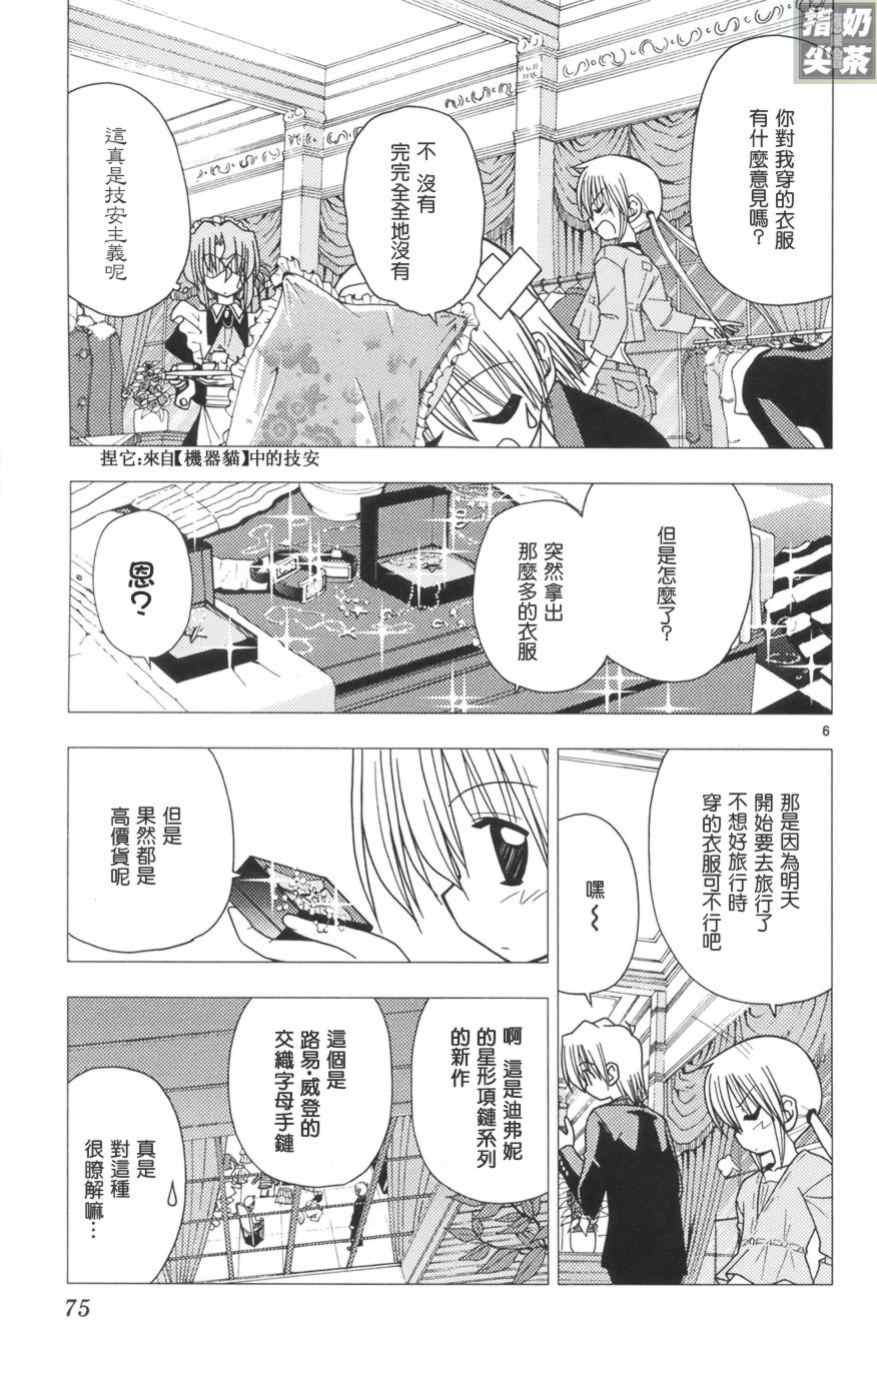 指奶
尖茶
你對我穿的衣服
有什麼意見嗎?
不 沒有
完完全全地沒有
這真是技安主義呢
捏它:來自【機器貓】中的技安
但是怎麼了?
突然拿出
那麼多的衣服
恩?
6
那是因為明天
開始要去旅行了
不想好旅行時
穿的衣服可不行吧
嘿~
但是
果然都是
高價貨呢
啊 這是迪弗妮
的星形項鏈系列
的新作
這個是
路易·威登的
交織字母手鏈
真是
對這種
很瞭解嘛…
75